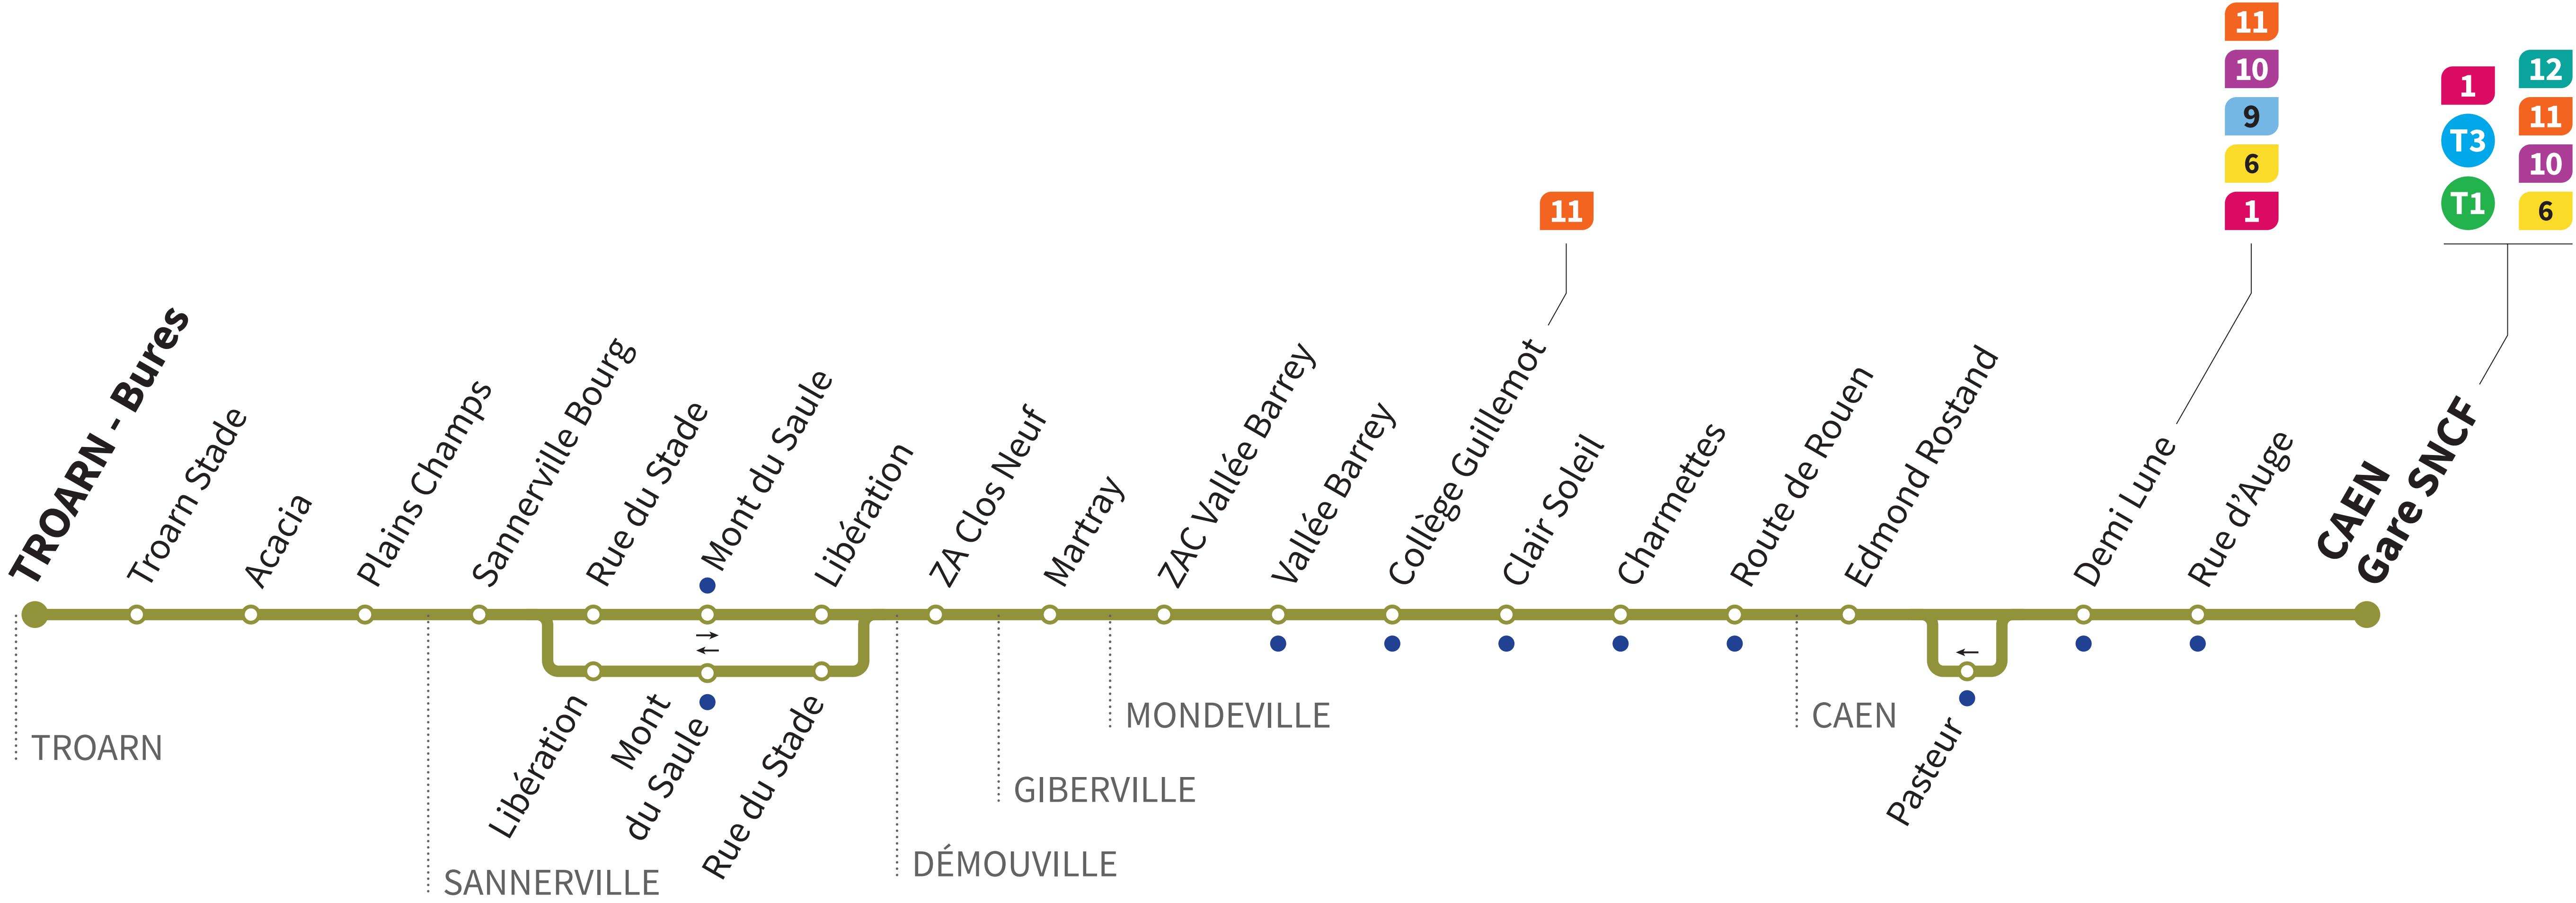 11
10
9
6
1
1
T3
T1
12
11
10
6
11
TROARN - Bures
Troarn Stade
Acacia
Plains Champs
Sannerville Bourg
Rue du Stade
Mont du Saule
Libération
ZA Clos Neuf
Martray
ZAC Vallée Barrey
Vallée Barrey
Collège Guillemot
Clair Soleil
Charmettes
Route de Rouen
Edmond Rostand
Demi Lune
Rue d’Auge
CAEN
Gare SNCF
Libération
Mont
du Saule
Rue du Stade
Pasteur
TROARN
SANNERVILLE
DÉMOUVILLE
GIBERVILLE
MONDEVILLE
CAEN